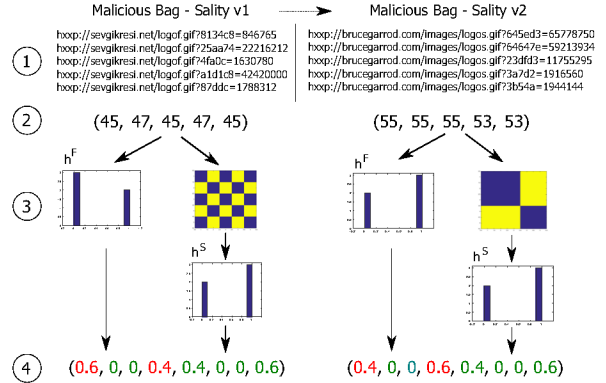 Malicious Bag - Sality v1
Malicious Bag - Sality v2
1
hxxp://sevgikresi.net/logof.gif?8134c8=846765
hxxp://sevgikresi.net/logof.gif?25aa74=22216212
hxxp://sevgikresi.net/logof.gif?4fa0c=1630780
hxxp://sevgikresi.net/logof.gif?a1d1c8=42420000
hxxp://sevgikresi.net/logof.gif?87ddc=1788312
hxxp://brucegarrod.com/images/logos.gif?645ed3=65778750
hxxp://brucegarrod.com/images/logos.gif?64647e=59213934
hxxp://brucegarrod.com/images/logos.gif?23dfd3=11755295
hxxp://brucegarrod.com/images/logos.gif?3a7d2=1916560
hxxp://brucegarrod.com/images/logos.gif?3b54a=1944144
2
(45, 47, 45, 47, 45)
(55, 55, 55, 53, 53)
3
hF
hS
hF
hS
4
(0.6, 0, 0, 0.4, 0.4, 0, 0, 0.6)
(0.4, 0, 0, 0.6, 0.4, 0, 0, 0.6)